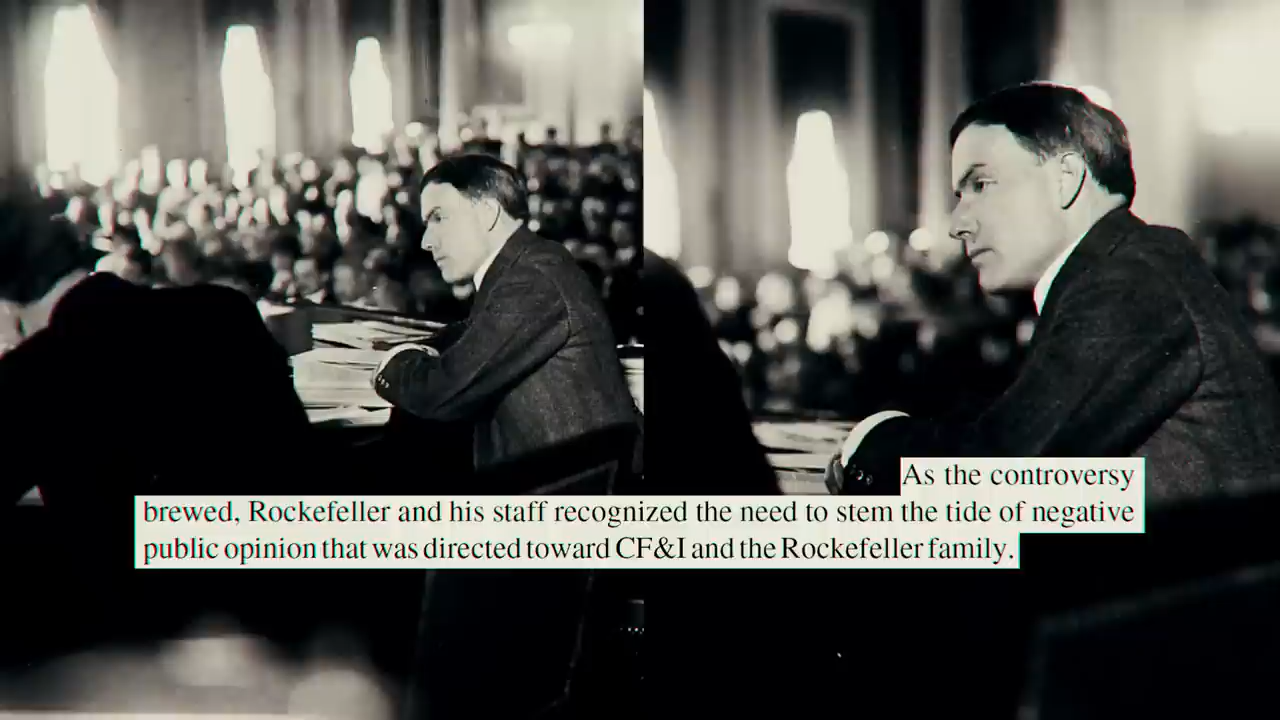 As the controversy
brewed, Rockefeller and his staff recognized the need to stem the tide of negative
public opinion that was directed toward CF&I and the Rockefeller family.